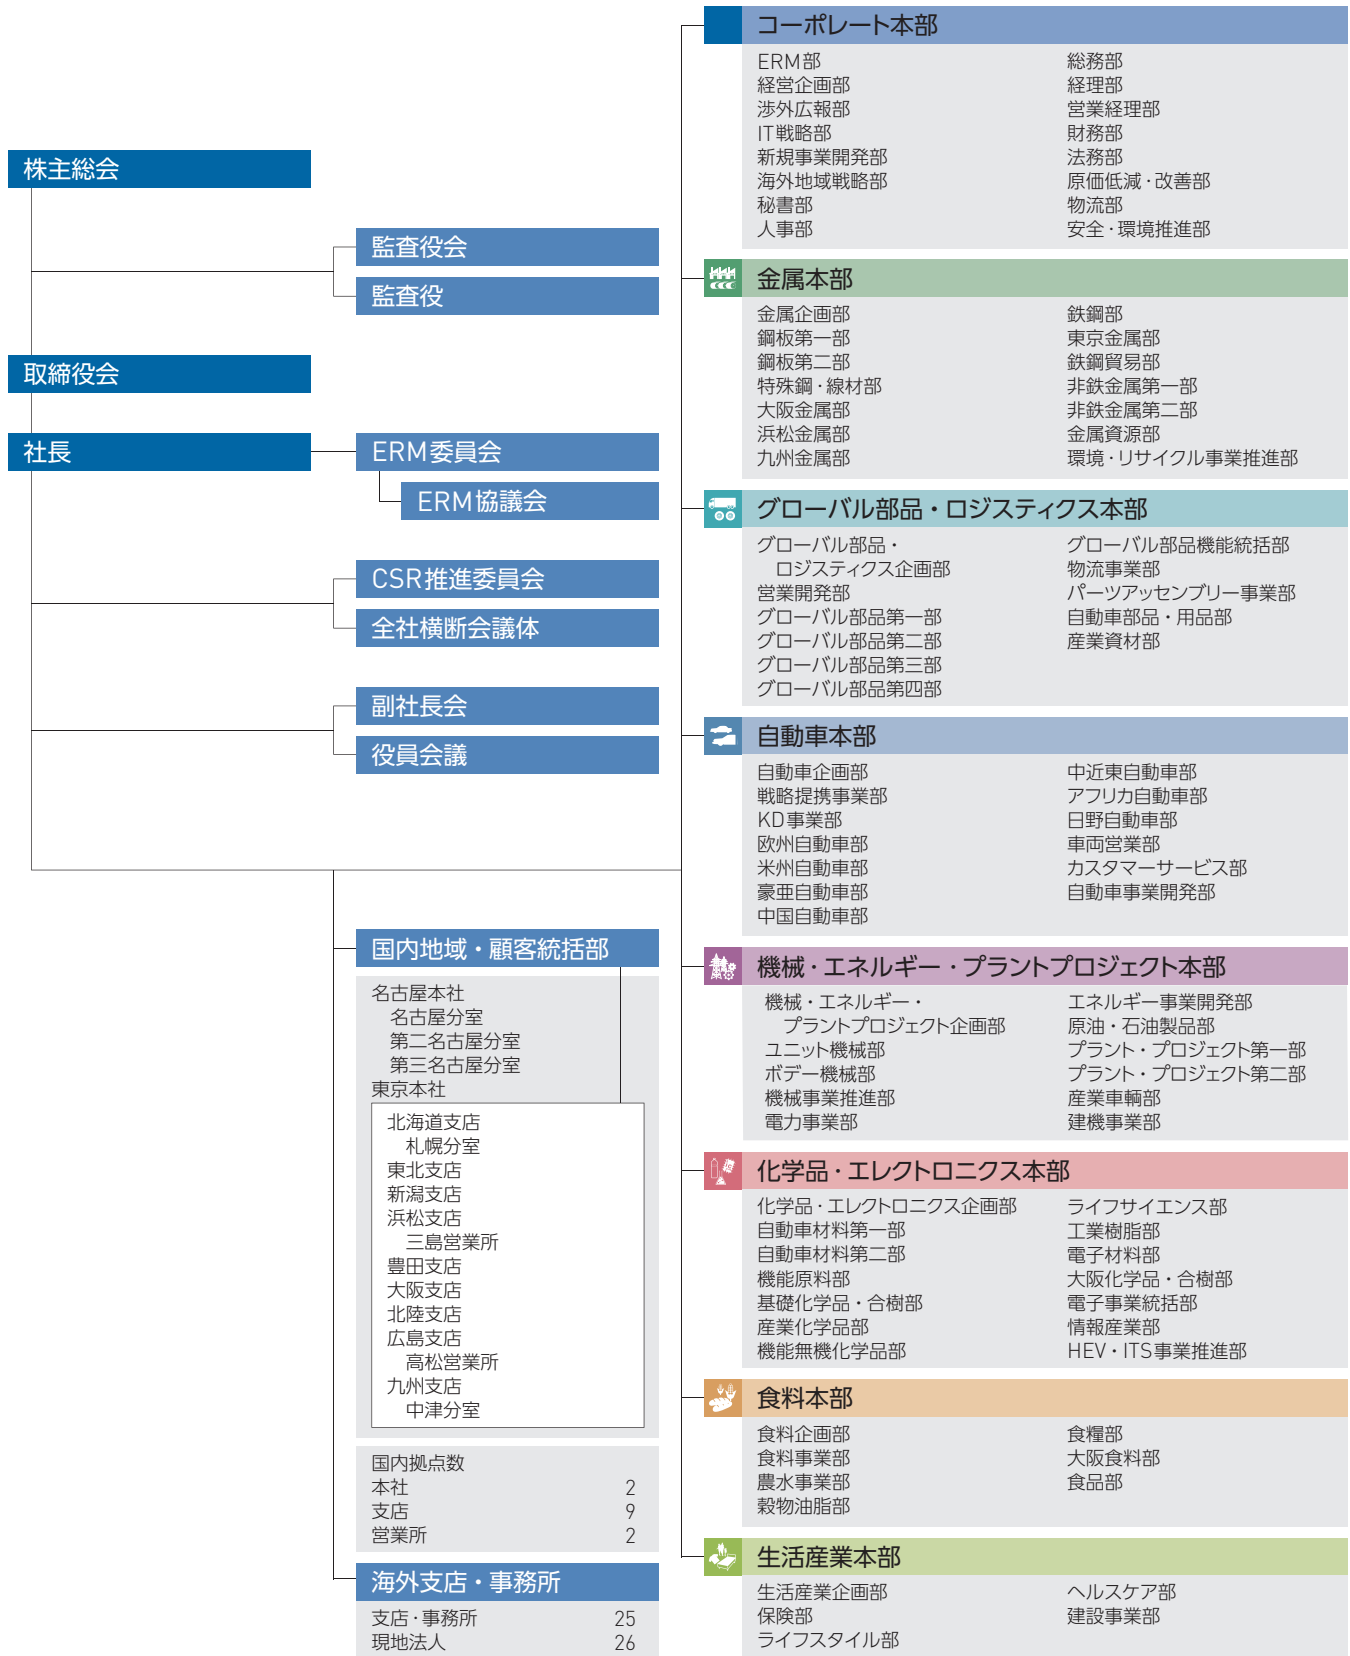 株主総会
監査役会
監査役
取締役会
社長
ERM委員会
ERM協議会
CSR推進委員会
全社横断会議体
副社長会
役員会議
国内地域・顧客統括部
名古屋本社
名古屋分室
第二名古屋分室
第三名古屋分室
東京本社
北海道支店
札幌分室
東北支店
新潟支店
浜松支店
三島営業所
豊田支店
大阪支店
北陸支店
広島支店
高松営業所
九州支店
中津分室
国内拠点数
本社 2
支店 9
営業所 2
海外支店・事務所
支店・事務所 25
現地法人 26
コーポレート本部
ERM部
経営企画部
渉外広報部
IT戦略部
新規事業開発部
海外地域戦略部
秘書部
人事部
総務部
経理部
営業経理部
財務部
法務部
原価低減・改善部
物流部
安全・環境推進部
金属本部
金属企画部
鋼板第一部
鋼板第二部
特殊鋼・線材部
大阪金属部
浜松金属部
九州金属部
鉄鋼部
東京金属部
鉄鋼貿易部
非鉄金属第一部
非鉄金属第二部
金属資源部
環境・リサイクル事業推進部
グローバル部品・ロジスティクス本部
グローバル部品・
ロジスティクス企画部
営業開発部
グローバル部品第一部
グローバル部品第二部
グローバル部品第三部
グローバル部品第四部
グローバル部品機能統括部
物流事業部
パーツアッセンブリー事業部
自動車部品・用品部
産業資材部
自動車本部
自動車企画部
戦略提携事業部
KD事業部
欧州自動車部
米州自動車部
豪亜自動車部
中国自動車部
中近東自動車部
アフリカ自動車部
日野自動車部
車両営業部
カスタマーサービス部
自動車事業開発部
機械・エネルギー・プラントプロジェクト本部
機械・エネルギー・
プラントプロジェクト企画部
ユニット機械部
ボデー機械部
機械事業推進部
電力事業部
エネルギー事業開発部
原油・石油製品部
プラント・プロジェクト第一部
プラント・プロジェクト第二部
産業車輌部
建機事業部
化学品・エレクトロニクス本部
化学品・エレクトロニクス企画部
自動車材料第一部
自動車材料第二部
機能原料部
基礎化学品・合樹部
産業化学品部
機能無機化学品部
ライフサイエンス部
工業樹脂部
電子材料部
大阪化学品・合樹部
電子事業統括部
情報産業部
HEV・ITS事業推進部
食料本部
食料企画部
食料事業部
農水事業部
穀物油脂部
食糧部
大阪食料部
食品部
生活産業本部
生活産業企画部
保険部
ライフスタイル部
ヘルスケア部
建設事業部